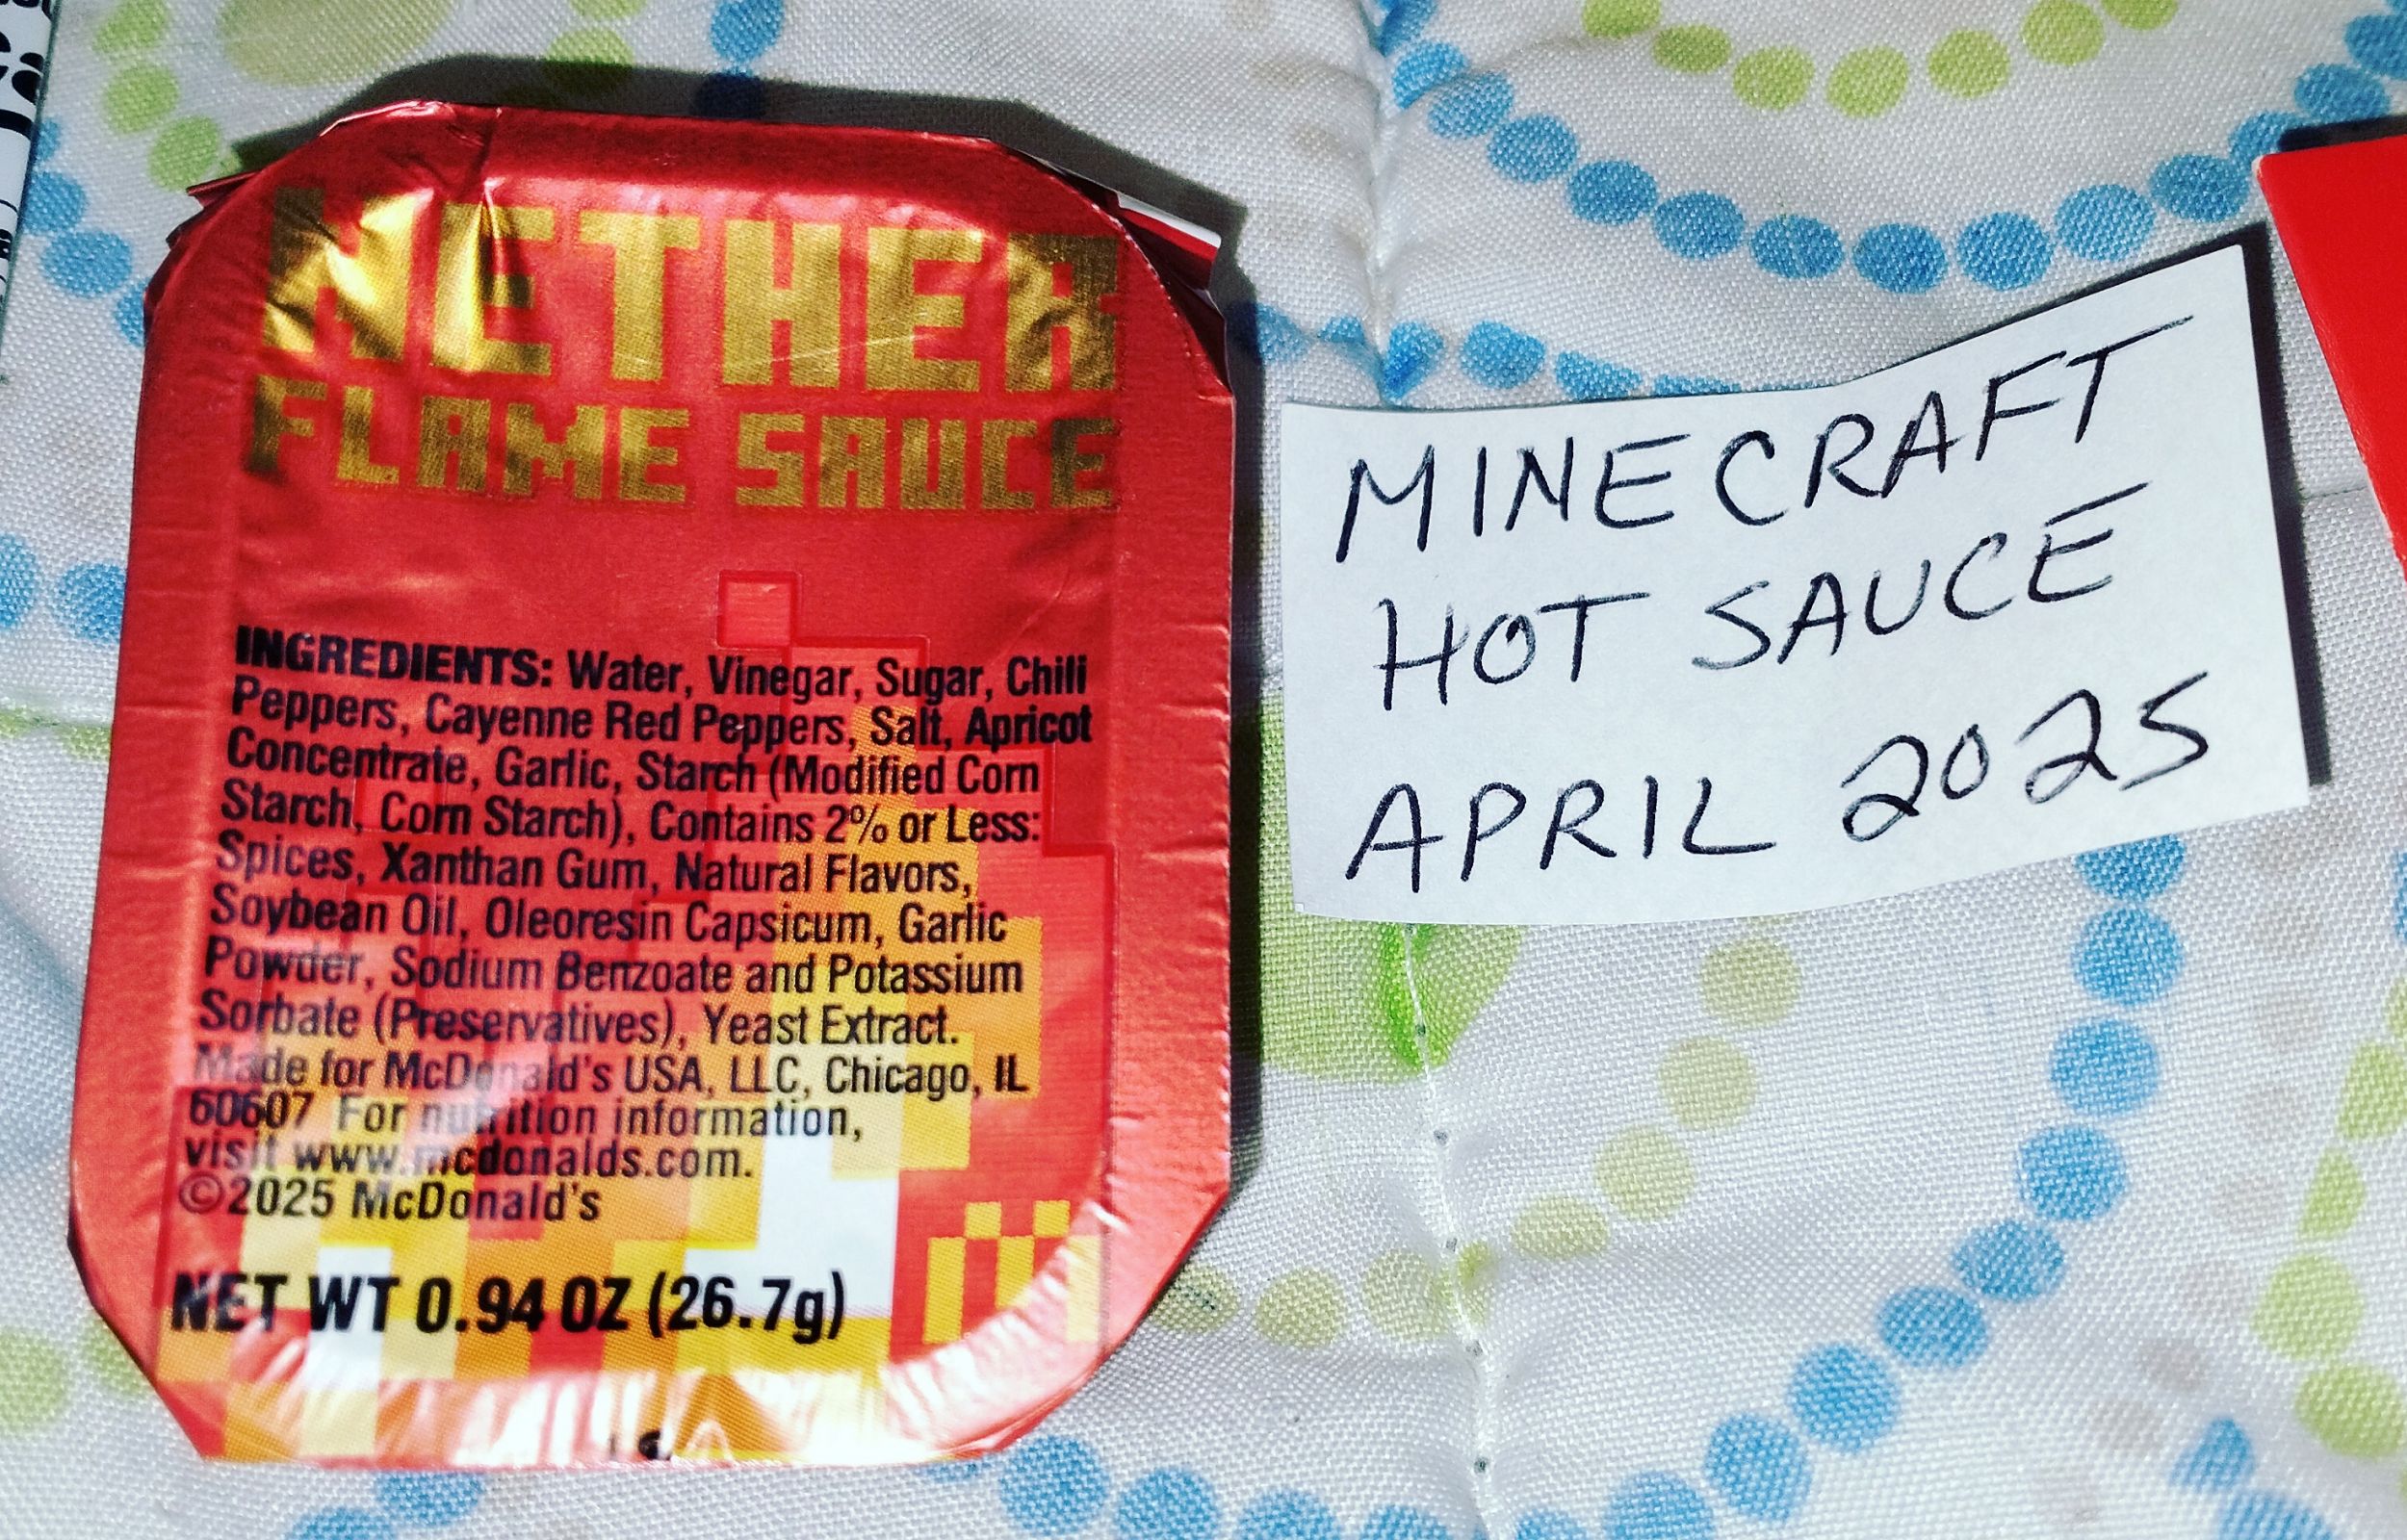 NETHER
FLAME SAUCE
INGREDIENTS: Water, Vinegar, Sugar, Chili
Peppers, Cayenne Red Peppers, Salt, Apricot
Concentrate, Garlic, Starch (Modified Corn
Starch, Corn Starch), Contains 2% or Less:
Spices, Xanthan Gum, Natural Flavors,
Soybean Oil, Oleoresin Capsicum, Garlic
Powder, Sodium Benzoate and Potassium
Sorbate (Preservatives), Yeast Extract.
Made for McDonald's USA, LLC, Chicago, IL
60607 For nutrition information,
visit www.mcdonalds.com.
©2025 McDonald's
NET WT 0.94 OZ (26.7g)
MINECRAFT
HOT SAUCE
APRIL 2025